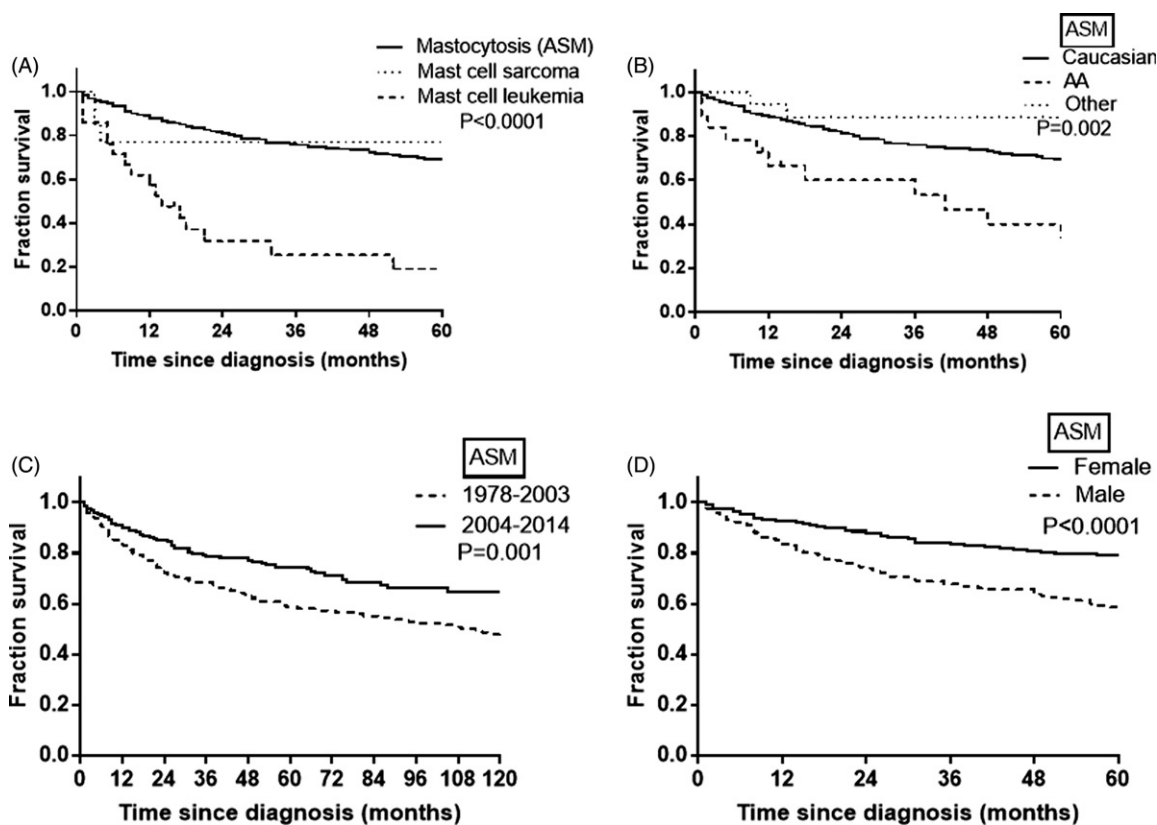 (A)
Mastocytosis (ASM)
Mast cell sarcoma
Mast cell leukemia
P<0.0001
Fraction survival
1.0
0.8
0.6
0.4
0.2
0.0
0 12 24 36 48 60
Time since diagnosis (months)
(B)
ASM
Caucasian
AA
Other
P=0.002
Fraction survival
1.0
0.8
0.6
0.4
0.2
0.0
0 12 24 36 48 60
Time since diagnosis (months)
(C)
ASM
1978-2003
2004-2014
P=0.001
Fraction survival
1.0
0.8
0.6
0.4
0.2
0.0
0 12 24 36 48 60 72 84 96 108 120
Time since diagnosis (months)
(D)
ASM
Female
Male
P<0.0001
Fraction survival
1.0
0.8
0.6
0.4
0.2
0.0
0 12 24 36 48 60
Time since diagnosis (months)